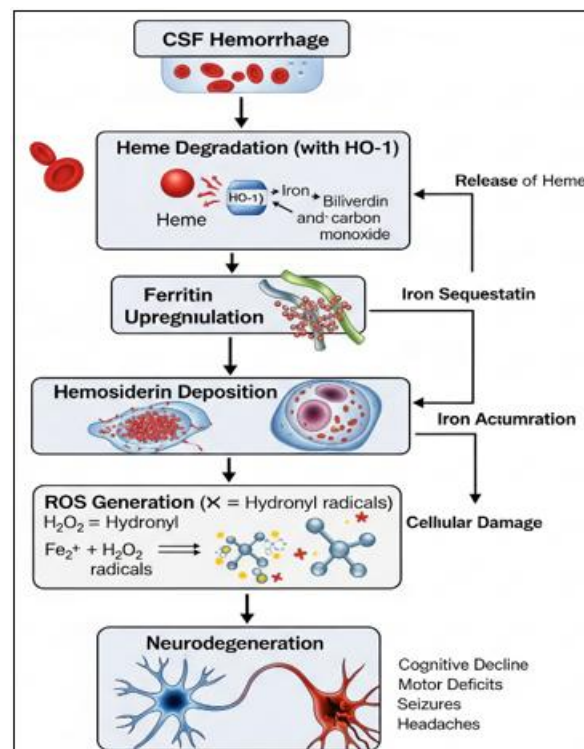 CSF Hemorrhage
Heme Degradation (with HO-1)
Heme
HO-1)
Iron
Biliverdin
and carbon
monoxide
Release of Heme
Ferritin
Upregnıulation
Iron Sequestatin
Hemosiderin Deposition
Iron Actumration
ROS Generation (× = Hydronyl radicals)
H₂O₂ = Hydronyl
Fe₂⁺ + H₂O₂
radicals
Cellular Damage
Neurodegeneration
Cognitive Decline
Motor Deficits
Seizures
Headaches